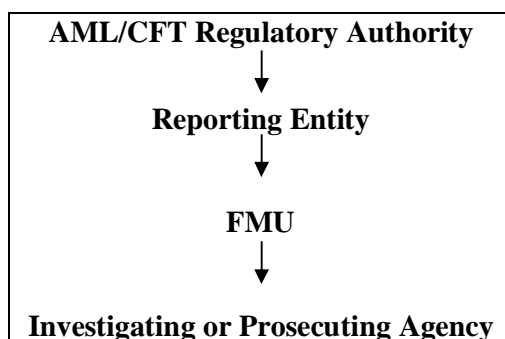 AML/CFT Regulatory Authority
Reporting Entity
FMU
Investigating or Prosecuting Agency